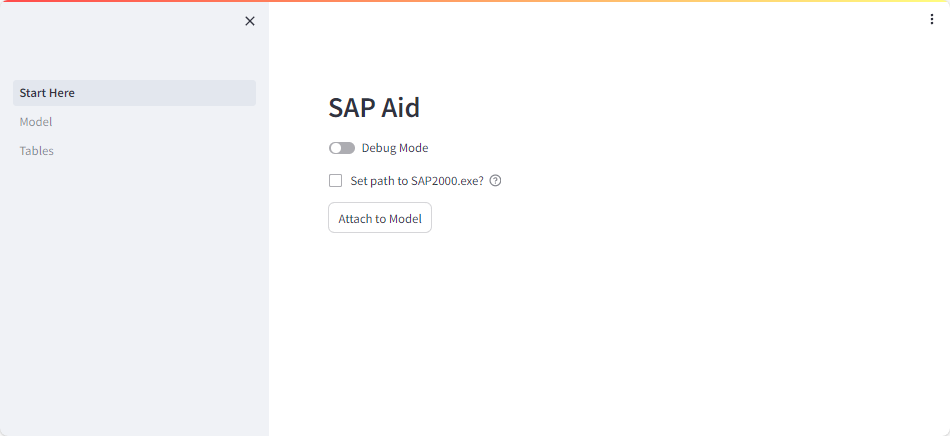 Start Here
Model
Tables
SAP Aid
Debug Mode
Set path to SAP2000.exe?
Attach to Model